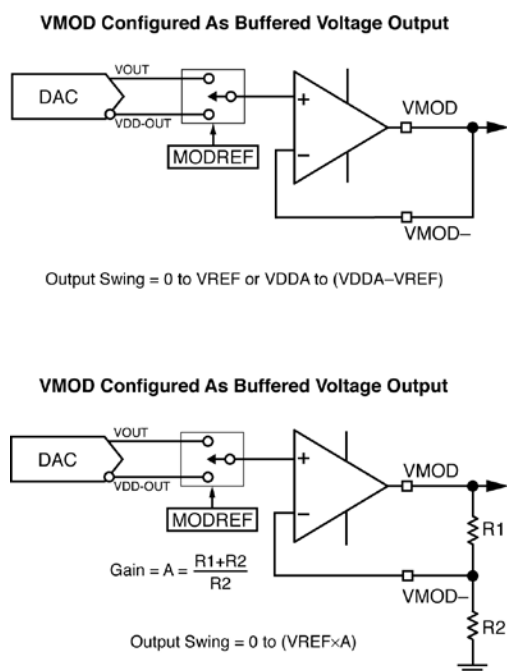 VMOD Configured As Buffered Voltage Output
VOUT
DAC
VDD-OUT
MODREF
+
−
VMOD
VMOD–
Output Swing = 0 to VREF or VDDA to (VDDA–VREF)
VMOD Configured As Buffered Voltage Output
VOUT
DAC
VDD-OUT
MODREF
+
−
VMOD
R1
Gain = A = R1+R2
R2
VMOD–
R2
Output Swing = 0 to (VREF×A)